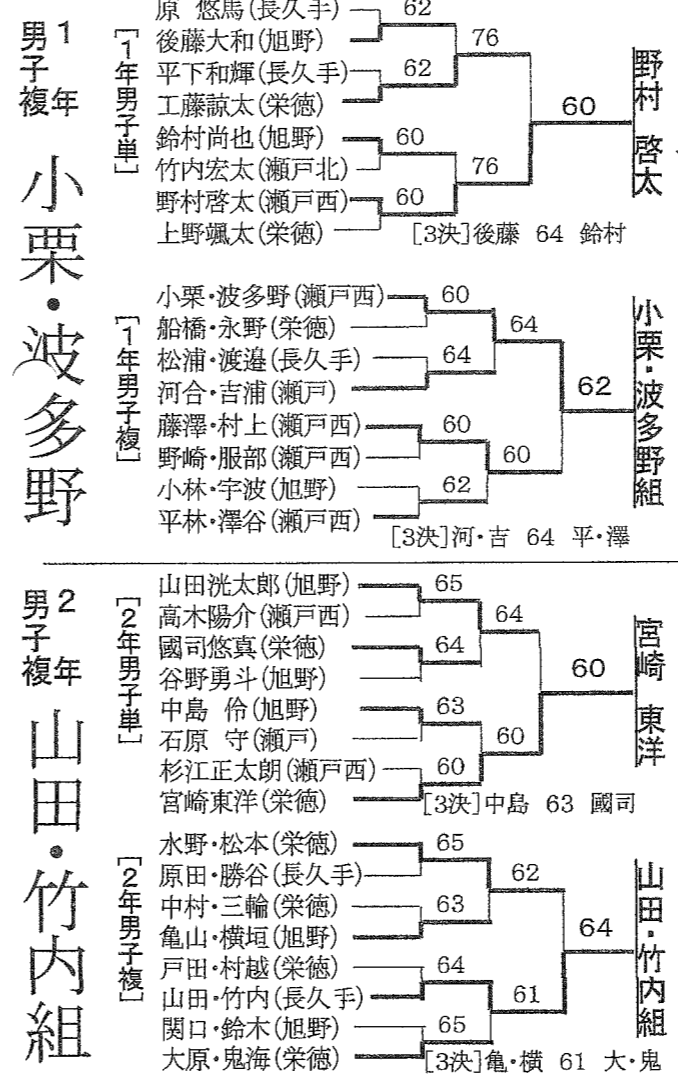 1年
男子複
小栗・波多野
[1年男子単]
原 悠馬(長久手)
後藤大和(旭野)
平下和輝(長久手)
工藤諒太(栄徳)
鈴村尚也(旭野)
竹内宏太(瀬戸北)
野村啓太(瀬戸西)
上野颯太(栄徳)
62
62
60
60
76
76
60
野村 啓太
[3決]後藤 64 鈴村
[1年男子複]
小栗・波多野(瀬戸西)
船橋・永野(栄徳)
松浦・渡邉(長久手)
河合・吉浦(瀬戸)
藤澤・村上(瀬戸西)
野崎・服部(瀬戸西)
小林・宇波(旭野)
平林・澤谷(瀬戸西)
60
64
60
62
64
60
62
小栗・波多野組
[3決]河・吉 64 平・澤
2年
男子複
山田・竹内組
[2年男子単]
山田洸太郎(旭野)
高木陽介(瀬戸西)
國司悠真(栄徳)
谷野勇斗(旭野)
中島 伶(旭野)
石原 守(瀬戸)
杉江正太朗(瀬戸西)
宮崎東洋(栄徳)
65
64
63
60
64
60
60
宮崎 東洋
[3決]中島 63 國司
[2年男子複]
水野・松本(栄徳)
原田・勝谷(長久手)
中村・三輪(栄徳)
亀山・横垣(旭野)
戸田・村越(栄徳)
山田・竹内(長久手)
関口・鈴木(旭野)
大原・鬼海(栄徳)
65
63
64
65
62
61
64
山田・竹内組
[3決]亀・横 61 大・鬼